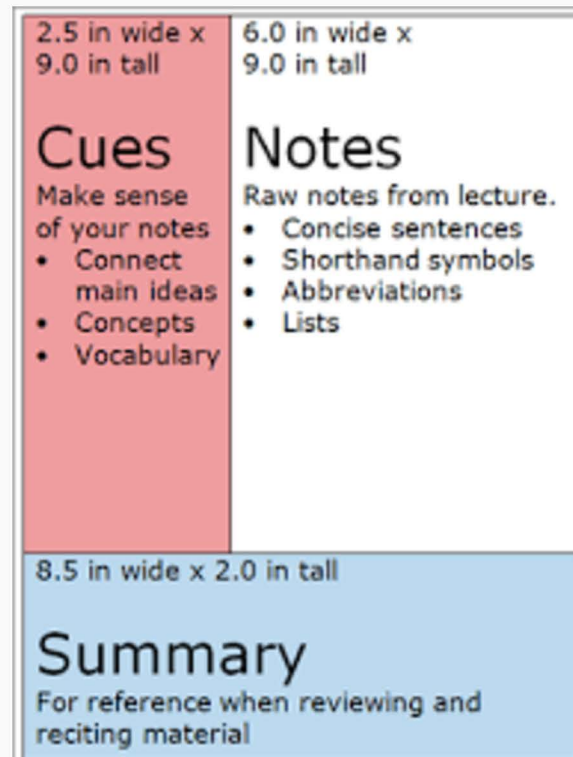 2.5 in wide x
9.0 in tall
Cues
Make sense
of your notes
• Connect
main ideas
• Concepts
• Vocabulary
6.0 in wide x
9.0 in tall
Notes
Raw notes from lecture.
• Concise sentences
• Shorthand symbols
• Abbreviations
• Lists
8.5 in wide x 2.0 in tall
Summary
For reference when reviewing and
reciting material